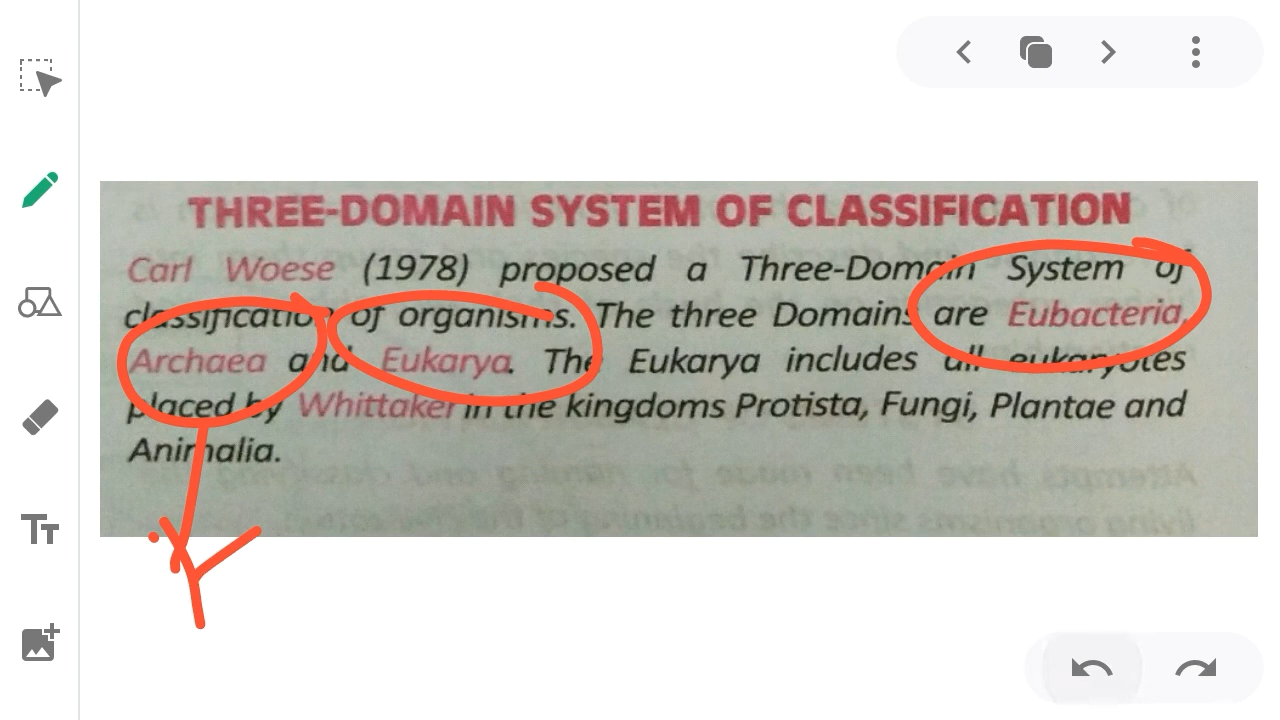 THREE-DOMAIN SYSTEM OF CLASSIFICATION
Carl Woese (1978) proposed a Three-Domain System of
classification of organisms. The three Domains are Eubacteria,
Archaea and Eukarya. The Eukarya includes all eukaryotes
placed by Whittaker in the kingdoms Protista, Fungi, Plantae and
Animalia.